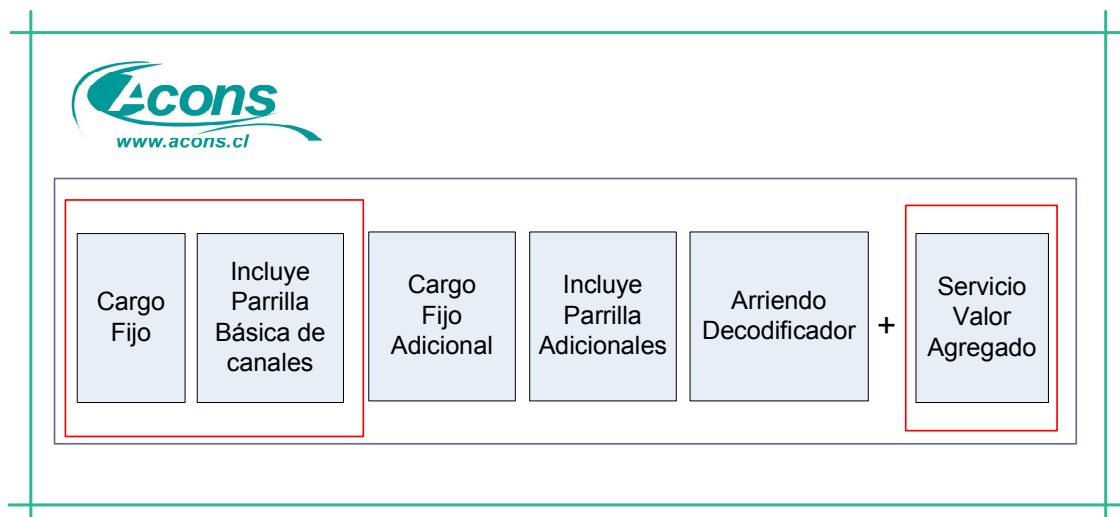 Acons
www.acons.cl
Cargo
Fijo
Incluye
Parrilla
Básica de
canales
Cargo
Fijo
Adicional
Incluye
Parrilla
Adicionales
Arriendo
Decodificador
+
Servicio
Valor
Agregado